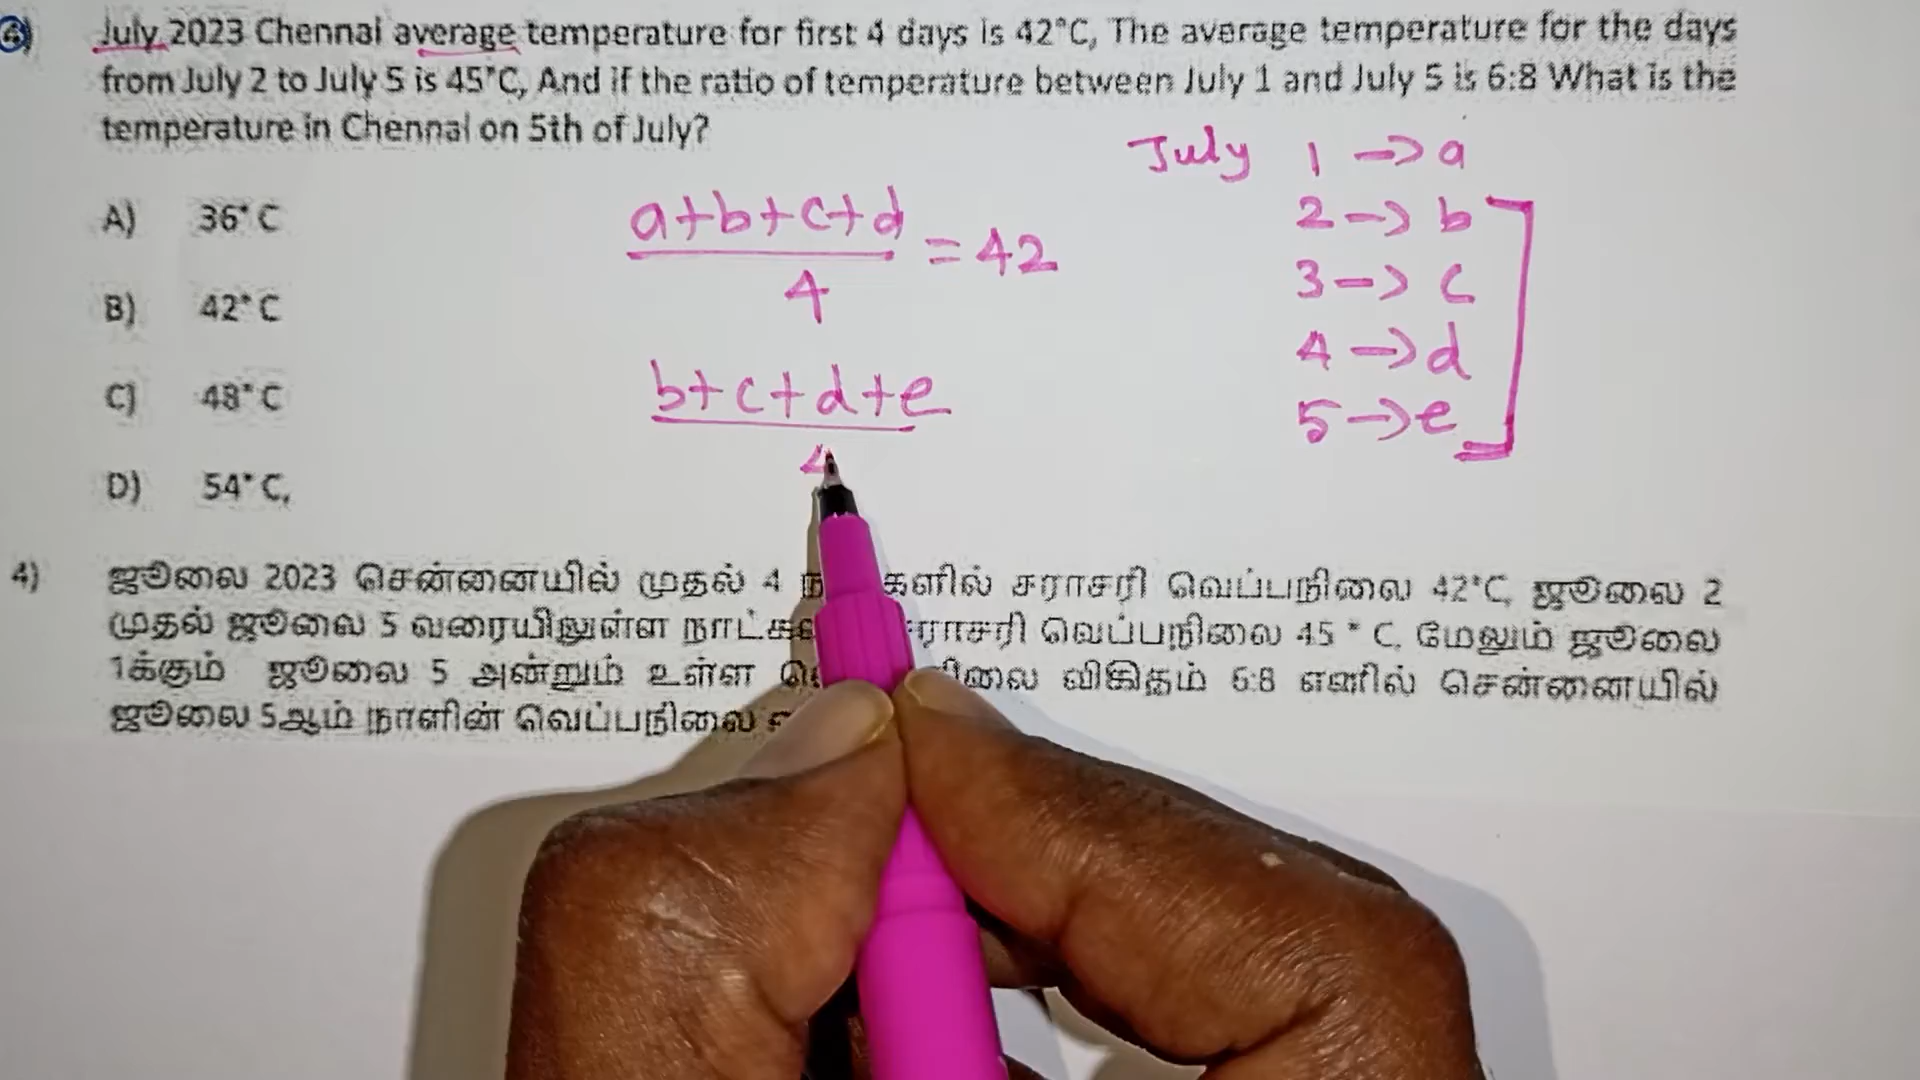 4) July 2023 Chennai average temperature for first 4 days is 42°C, The average temperature for the days
from July 2 to July 5 is 45°C, And if the ratio of temperature between July 1 and July 5 is 6:8 What is the
temperature in Chennai on 5th of July?
A) 36° C
B) 42° C
C) 48° C
D) 54° C,
a+b+c+d
4
= 42
b+c+d+e
4
July 1 → a
2 → b
3 → c
4 → d
5 → e
4) ஜூலை 2023 சென்னையில் முதல் 4 களில் சராசரி வெப்பநிலை 42°C, ஜூலை 2
முதல் ஜூலை 5 வரையிலுள்ள வெப்பநிலை 45 ° C, மேலும் ஜூலை
1க்கும் ஜூலை 5 அன்றும் உள்ள விகிதம் 6:8 எனில் சென்னையில்
ஜூலை 5ஆம் நாளின் வெப்பநிலை